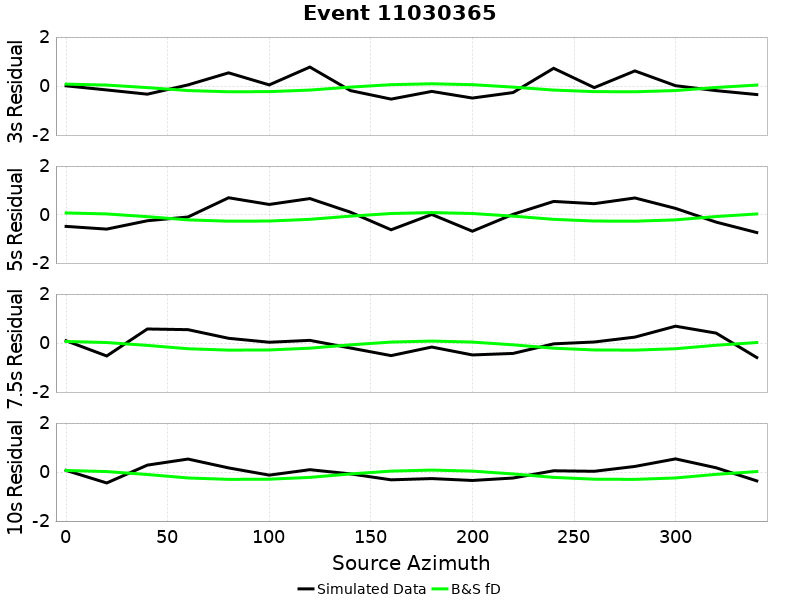 Event 11030365
3s Residual
2
0
-2
5s Residual
2
0
-2
7.5s Residual
2
0
-2
10s Residual
2
0
-2
0 50 100 150 200 250 300
Source Azimuth
Simulated Data B&S fD